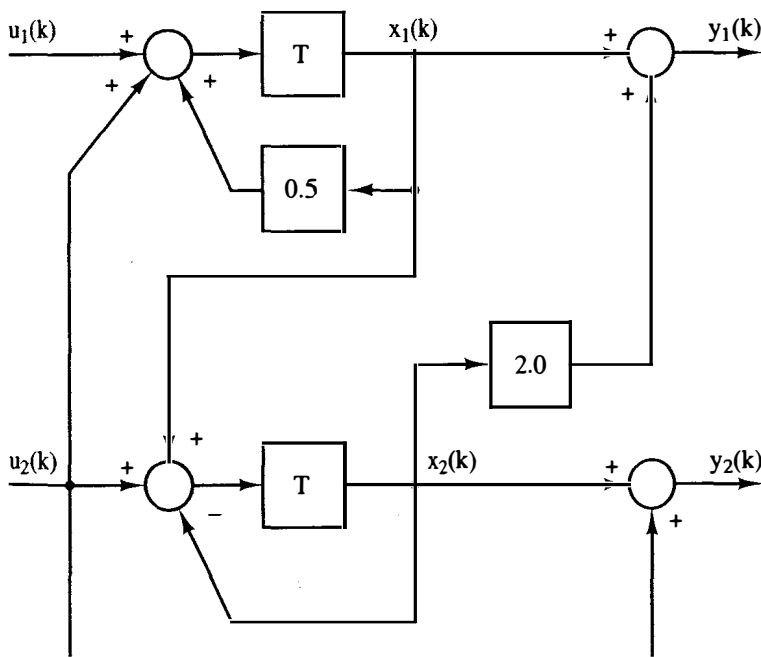 u₁(k) + + + T x₁(k) + + y₁(k)
0.5
2.0
u₂(k) + + − T x₂(k) + + y₂(k)